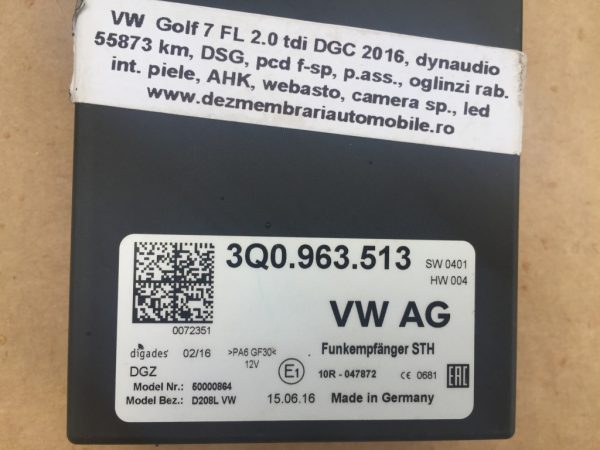 VW Golf 7 FL 2.0 tdi DGC 2016, dynaudio
55873 km, DSG, pcd f-sp, p.ass., oglinzi rab.
int. piele, AHK, webasto, camera sp., led
www.dezmembrariautomobile.ro
3Q0.963.513 SW 0401
HW 004
VW AG
0072351
digades 02/16 >PA6 GF30< Funkempfänger STH
DGZ 12V E1 10R - 047872 CE 0681 EAC
Model Nr.: 50000864
Model Bez.: D208L VW 15.06.16 Made in Germany